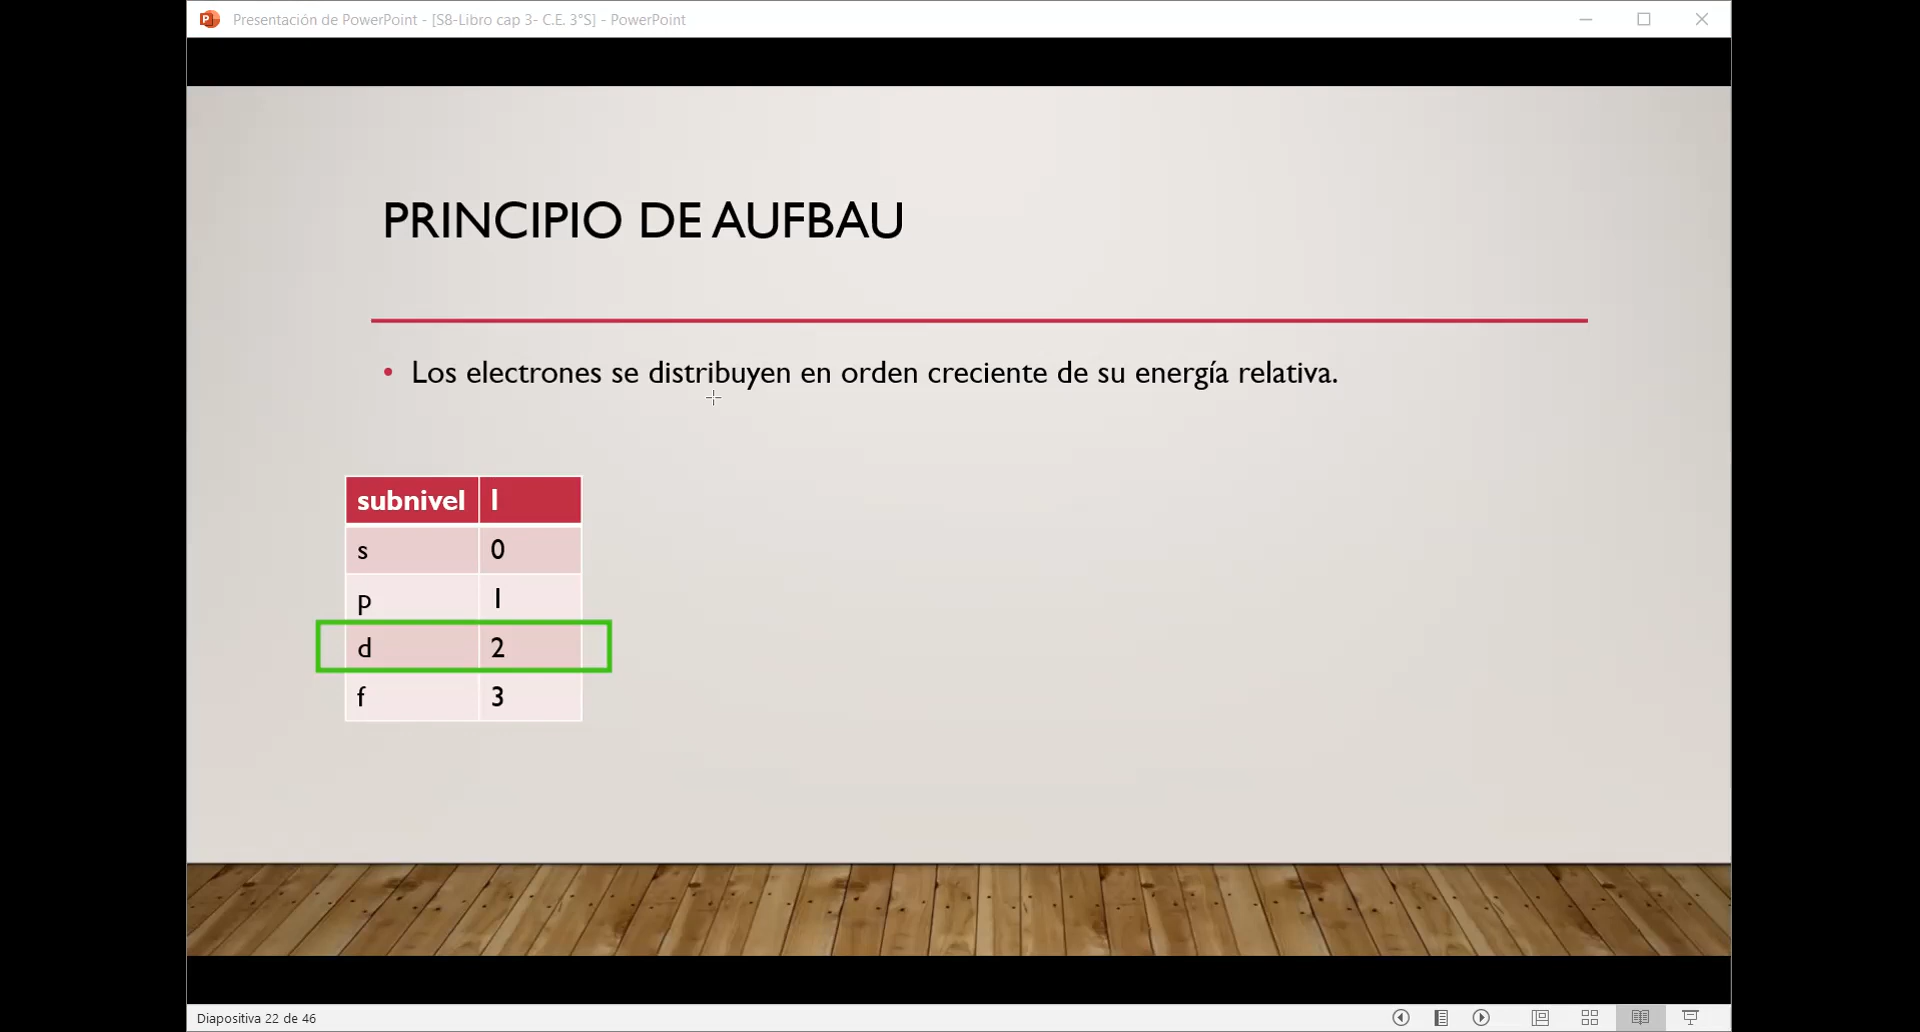 Presentación de PowerPoint - [S8-Libro cap 3- C.E. 3°S] - PowerPoint
PRINCIPIO DE AUFBAU
• Los electrones se distribuyen en orden creciente de su energía relativa.
subnivel l
s 0
p 1
d 2
f 3
Diapositiva 22 de 46